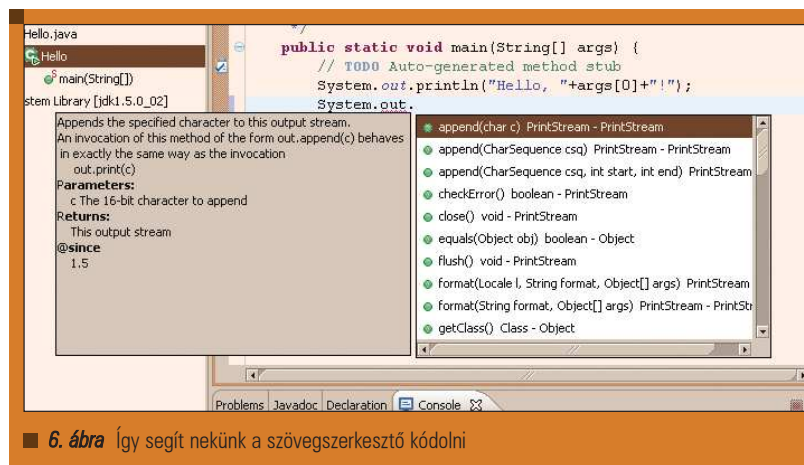 Hello.java
Hello
main(String[])
stem Library [jdk1.5.0_02]
*/
public static void main(String[] args) {
// TODO Auto-generated method stub
System.out.println("Hello, "+args[0]+"!");
System.out.
Appends the specified character to this output stream.
An invocation of this method of the form out.append(c) behaves
in exactly the same way as the invocation
out.print(c)
Parameters:
c The 16-bit character to append
Returns:
This output stream
@since
1.5
append(char c) PrintStream - PrintStream
append(CharSequence csq) PrintStream - PrintStream
append(CharSequence csq, int start, int end) PrintStream
checkError() boolean - PrintStream
close() void - PrintStream
equals(Object obj) boolean - Object
flush() void - PrintStream
format(Locale l, String format, Object[] args) PrintStream
format(String format, Object[] args) PrintStream - PrintStr
getClass() Class - Object
Problems Javadoc Declaration Console
6. ábra Így segít nekünk a szövegszerkesztő kódolni